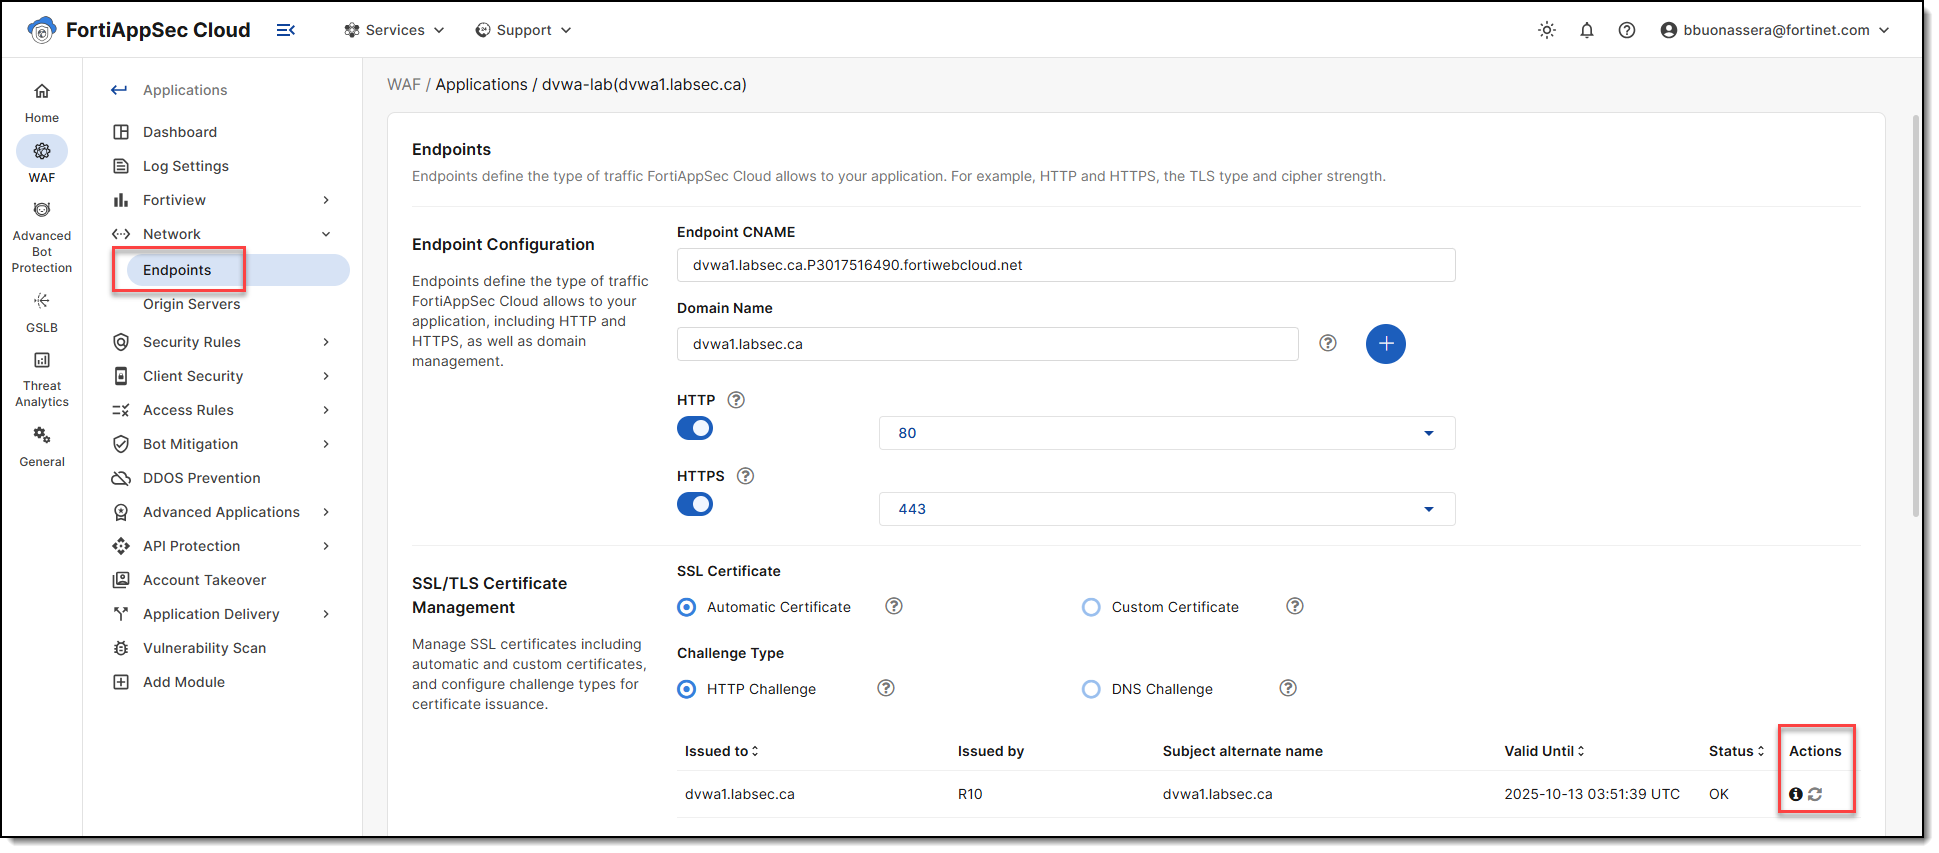 FortiAppSec Cloud
Services
Support
bbuonassera@fortinet.com
Home
WAF
Advanced
Bot
Protection
GSLB
Threat
Analytics
General
Applications
Dashboard
Log Settings
Fortiview
Network
Endpoints
Origin Servers
Security Rules
Client Security
Access Rules
Bot Mitigation
DDOS Prevention
Advanced Applications
API Protection
Account Takeover
Application Delivery
Vulnerability Scan
Add Module
WAF / Applications / dvwa-lab(dvwa1.labsec.ca)
Endpoints
Endpoints define the type of traffic FortiAppSec Cloud allows to your application. For example, HTTP and HTTPS, the TLS type and cipher strength.
Endpoint Configuration
Endpoints define the type of traffic
FortiAppSec Cloud allows to your
application, including HTTP and
HTTPS, as well as domain
management.
Endpoint CNAME
dvwa1.labsec.ca.P3017516490.fortiwebcloud.net
Domain Name
dvwa1.labsec.ca
HTTP
80
HTTPS
443
SSL/TLS Certificate
Management
Manage SSL certificates including
automatic and custom certificates,
and configure challenge types for
certificate issuance.
SSL Certificate
Automatic Certificate
Custom Certificate
Challenge Type
HTTP Challenge
DNS Challenge
Issued to Issued by Subject alternate name Valid Until Status Actions
dvwa1.labsec.ca R10 dvwa1.labsec.ca 2025-10-13 03:51:39 UTC OK